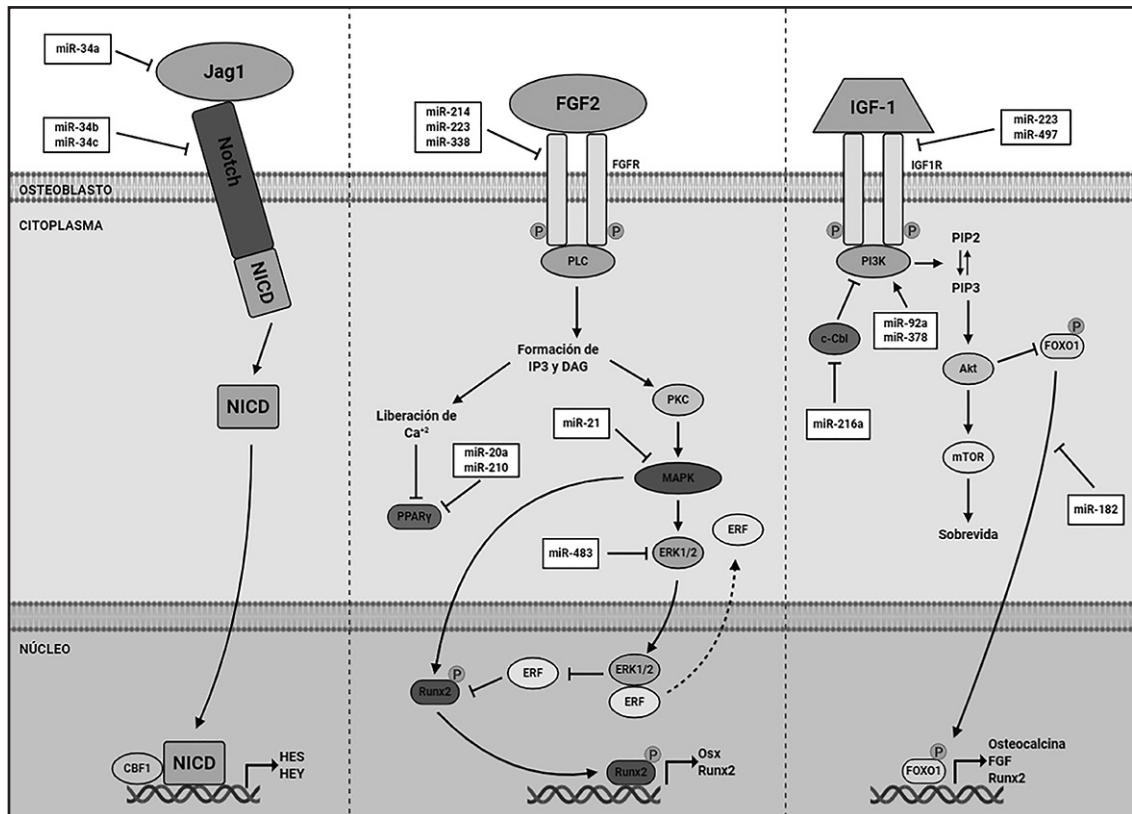 miR-34a
Jag1
miR-34b
miR-34c
Notch
OSTEOBLASTO
CITOPLASMA
NICD
NICD
NÚCLEO
CBF1
NICD
HES
HEY
FGF2
miR-214
miR-223
miR-338
FGFR
P
P
PLC
Formación de
IP3 y DAG
Liberación de
Ca+2
PKC
miR-21
miR-20a
miR-210
MAPK
PPARγ
miR-483
ERK1/2
ERF
P
Runx2
ERF
ERK1/2
ERF
P
Runx2
Osx
Runx2
IGF-1
miR-223
miR-497
IGF1R
P
P
PI3K
PIP2
PIP3
c-Cbl
miR-92a
miR-378
P
FOXO1
Akt
miR-216a
mTOR
miR-182
Sobrevida
P
FOXO1
Osteocalcina
FGF
Runx2